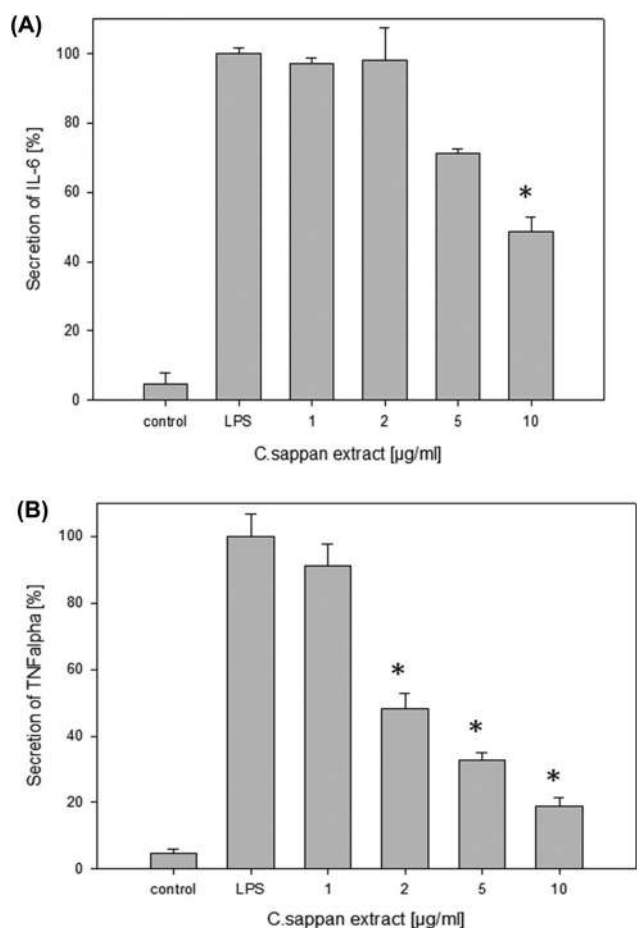 (A)
Secretion of IL-6 [%]
100
80
60
40
20
0
*
control LPS 1 2 5 10
C.sappan extract [µg/ml]
(B)
Secretion of TNFalpha [%]
100
80
60
40
20
0
* * *
control LPS 1 2 5 10
C.sappan extract [µg/ml]